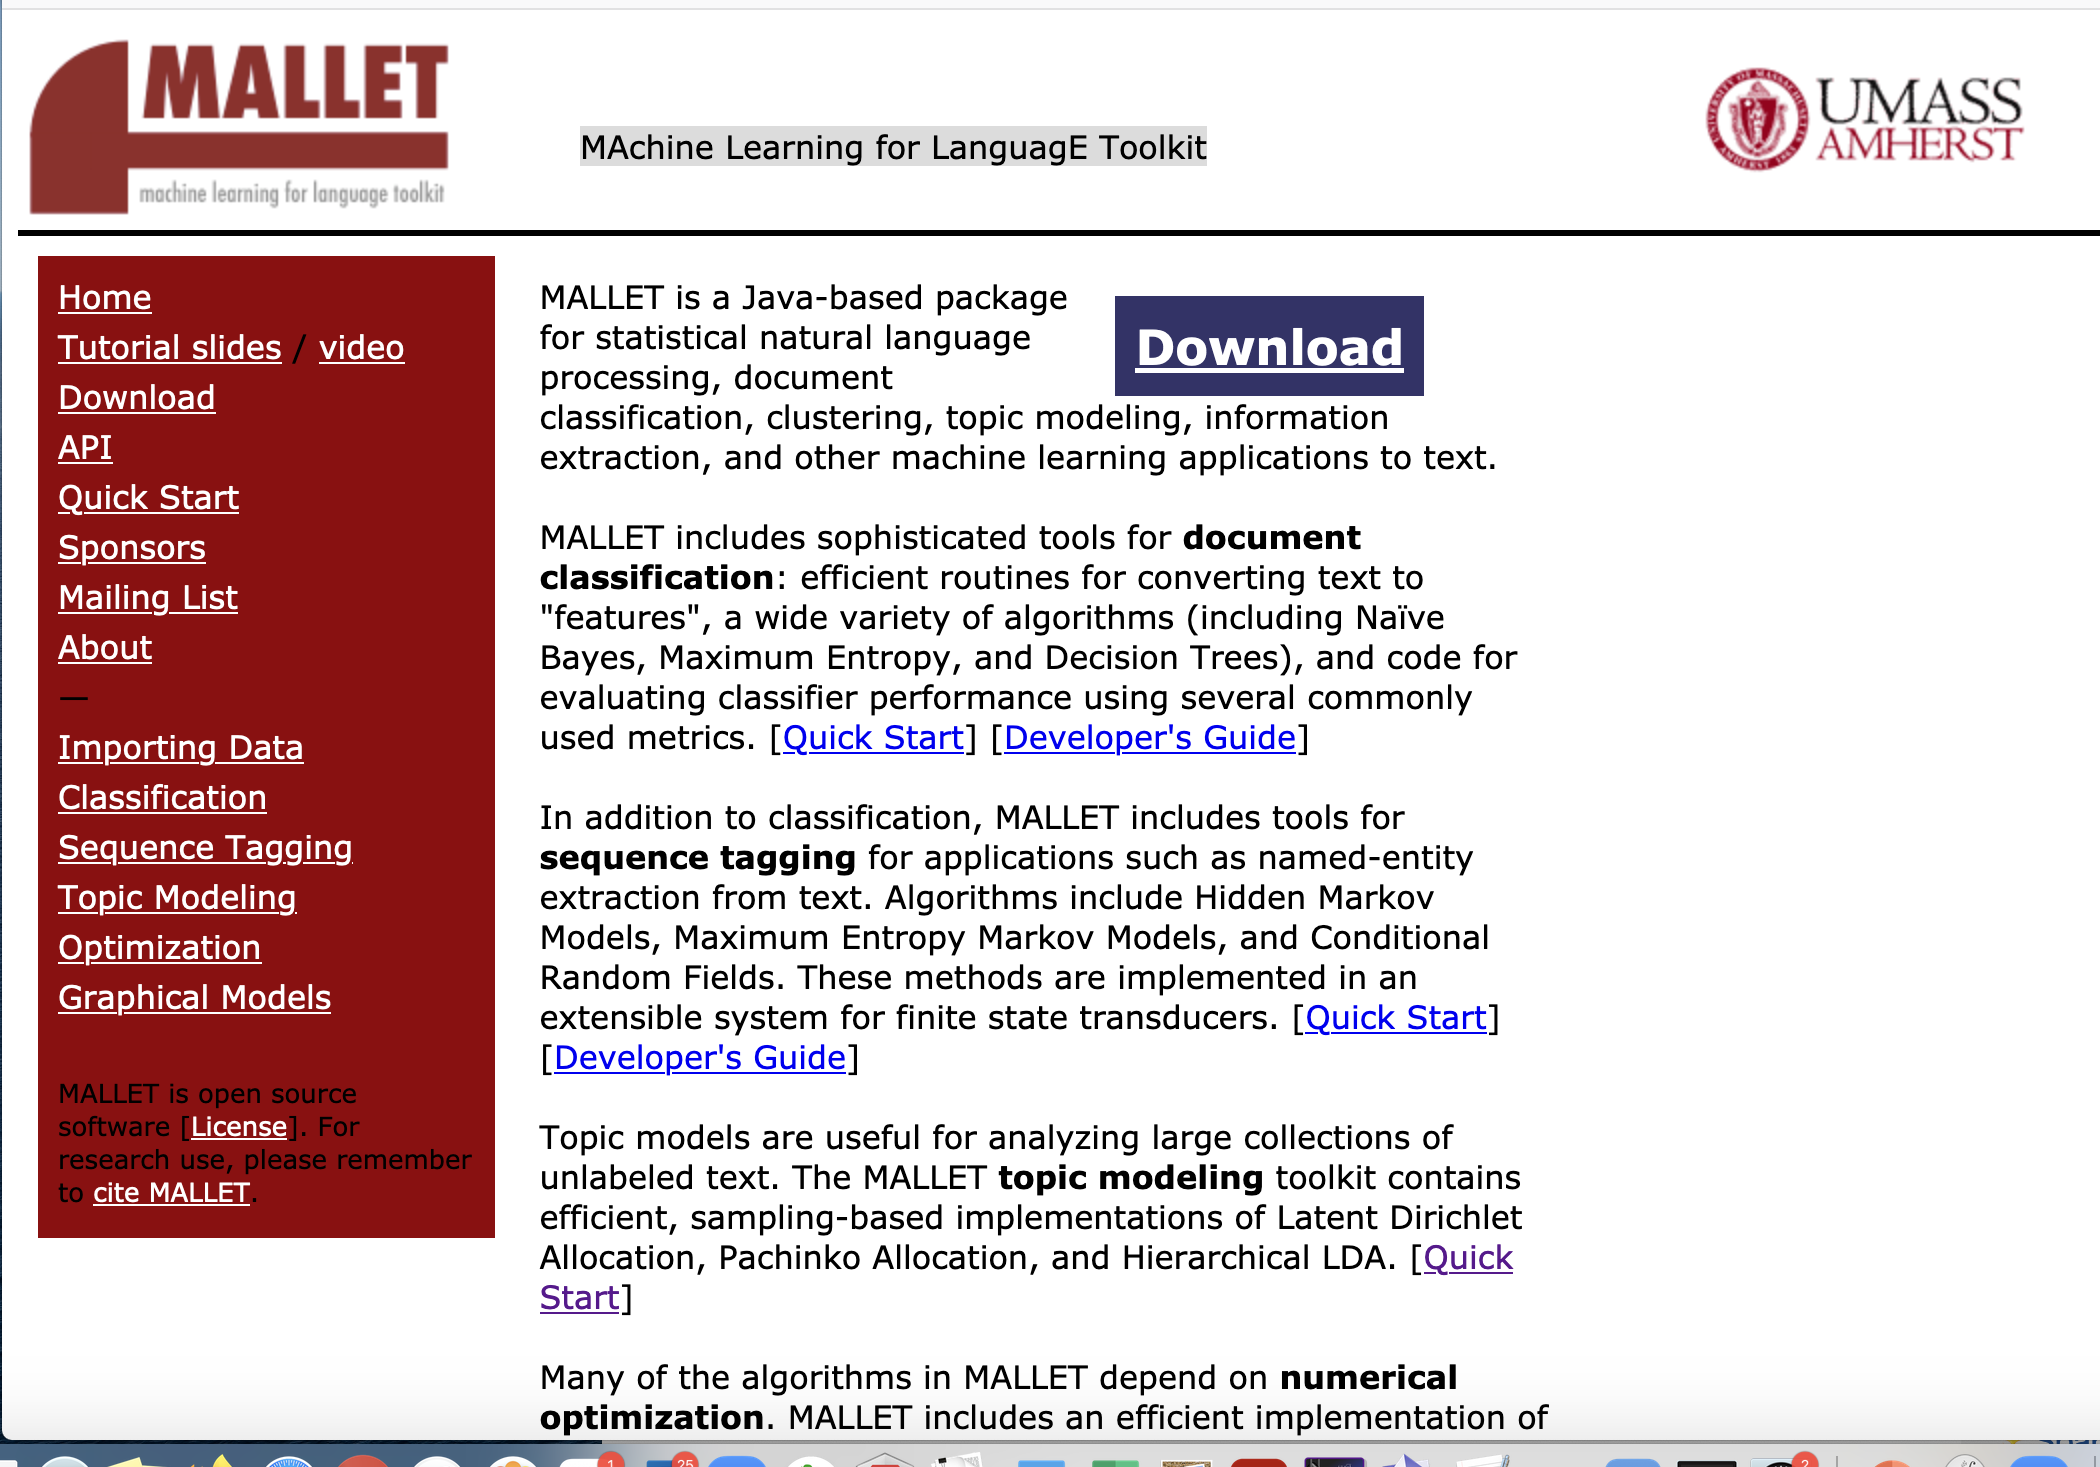 MALLET
machine learning for language toolkit
MAchine Learning for LanguagE Toolkit
UMASS
AMHERST
Home
Tutorial slides / video
Download
API
Quick Start
Sponsors
Mailing List
About
—
Importing Data
Classification
Sequence Tagging
Topic Modeling
Optimization
Graphical Models
MALLET is open source
software [License]. For
research use, please remember
to cite MALLET.
MALLET is a Java-based package
for statistical natural language
processing, document
classification, clustering, topic modeling, information
extraction, and other machine learning applications to text.
Download
MALLET includes sophisticated tools for document
classification: efficient routines for converting text to
"features", a wide variety of algorithms (including Naïve
Bayes, Maximum Entropy, and Decision Trees), and code for
evaluating classifier performance using several commonly
used metrics. [Quick Start] [Developer's Guide]
In addition to classification, MALLET includes tools for
sequence tagging for applications such as named-entity
extraction from text. Algorithms include Hidden Markov
Models, Maximum Entropy Markov Models, and Conditional
Random Fields. These methods are implemented in an
extensible system for finite state transducers. [Quick Start]
[Developer's Guide]
Topic models are useful for analyzing large collections of
unlabeled text. The MALLET topic modeling toolkit contains
efficient, sampling-based implementations of Latent Dirichlet
Allocation, Pachinko Allocation, and Hierarchical LDA. [Quick
Start]
Many of the algorithms in MALLET depend on numerical
optimization. MALLET includes an efficient implementation of
1
25
2